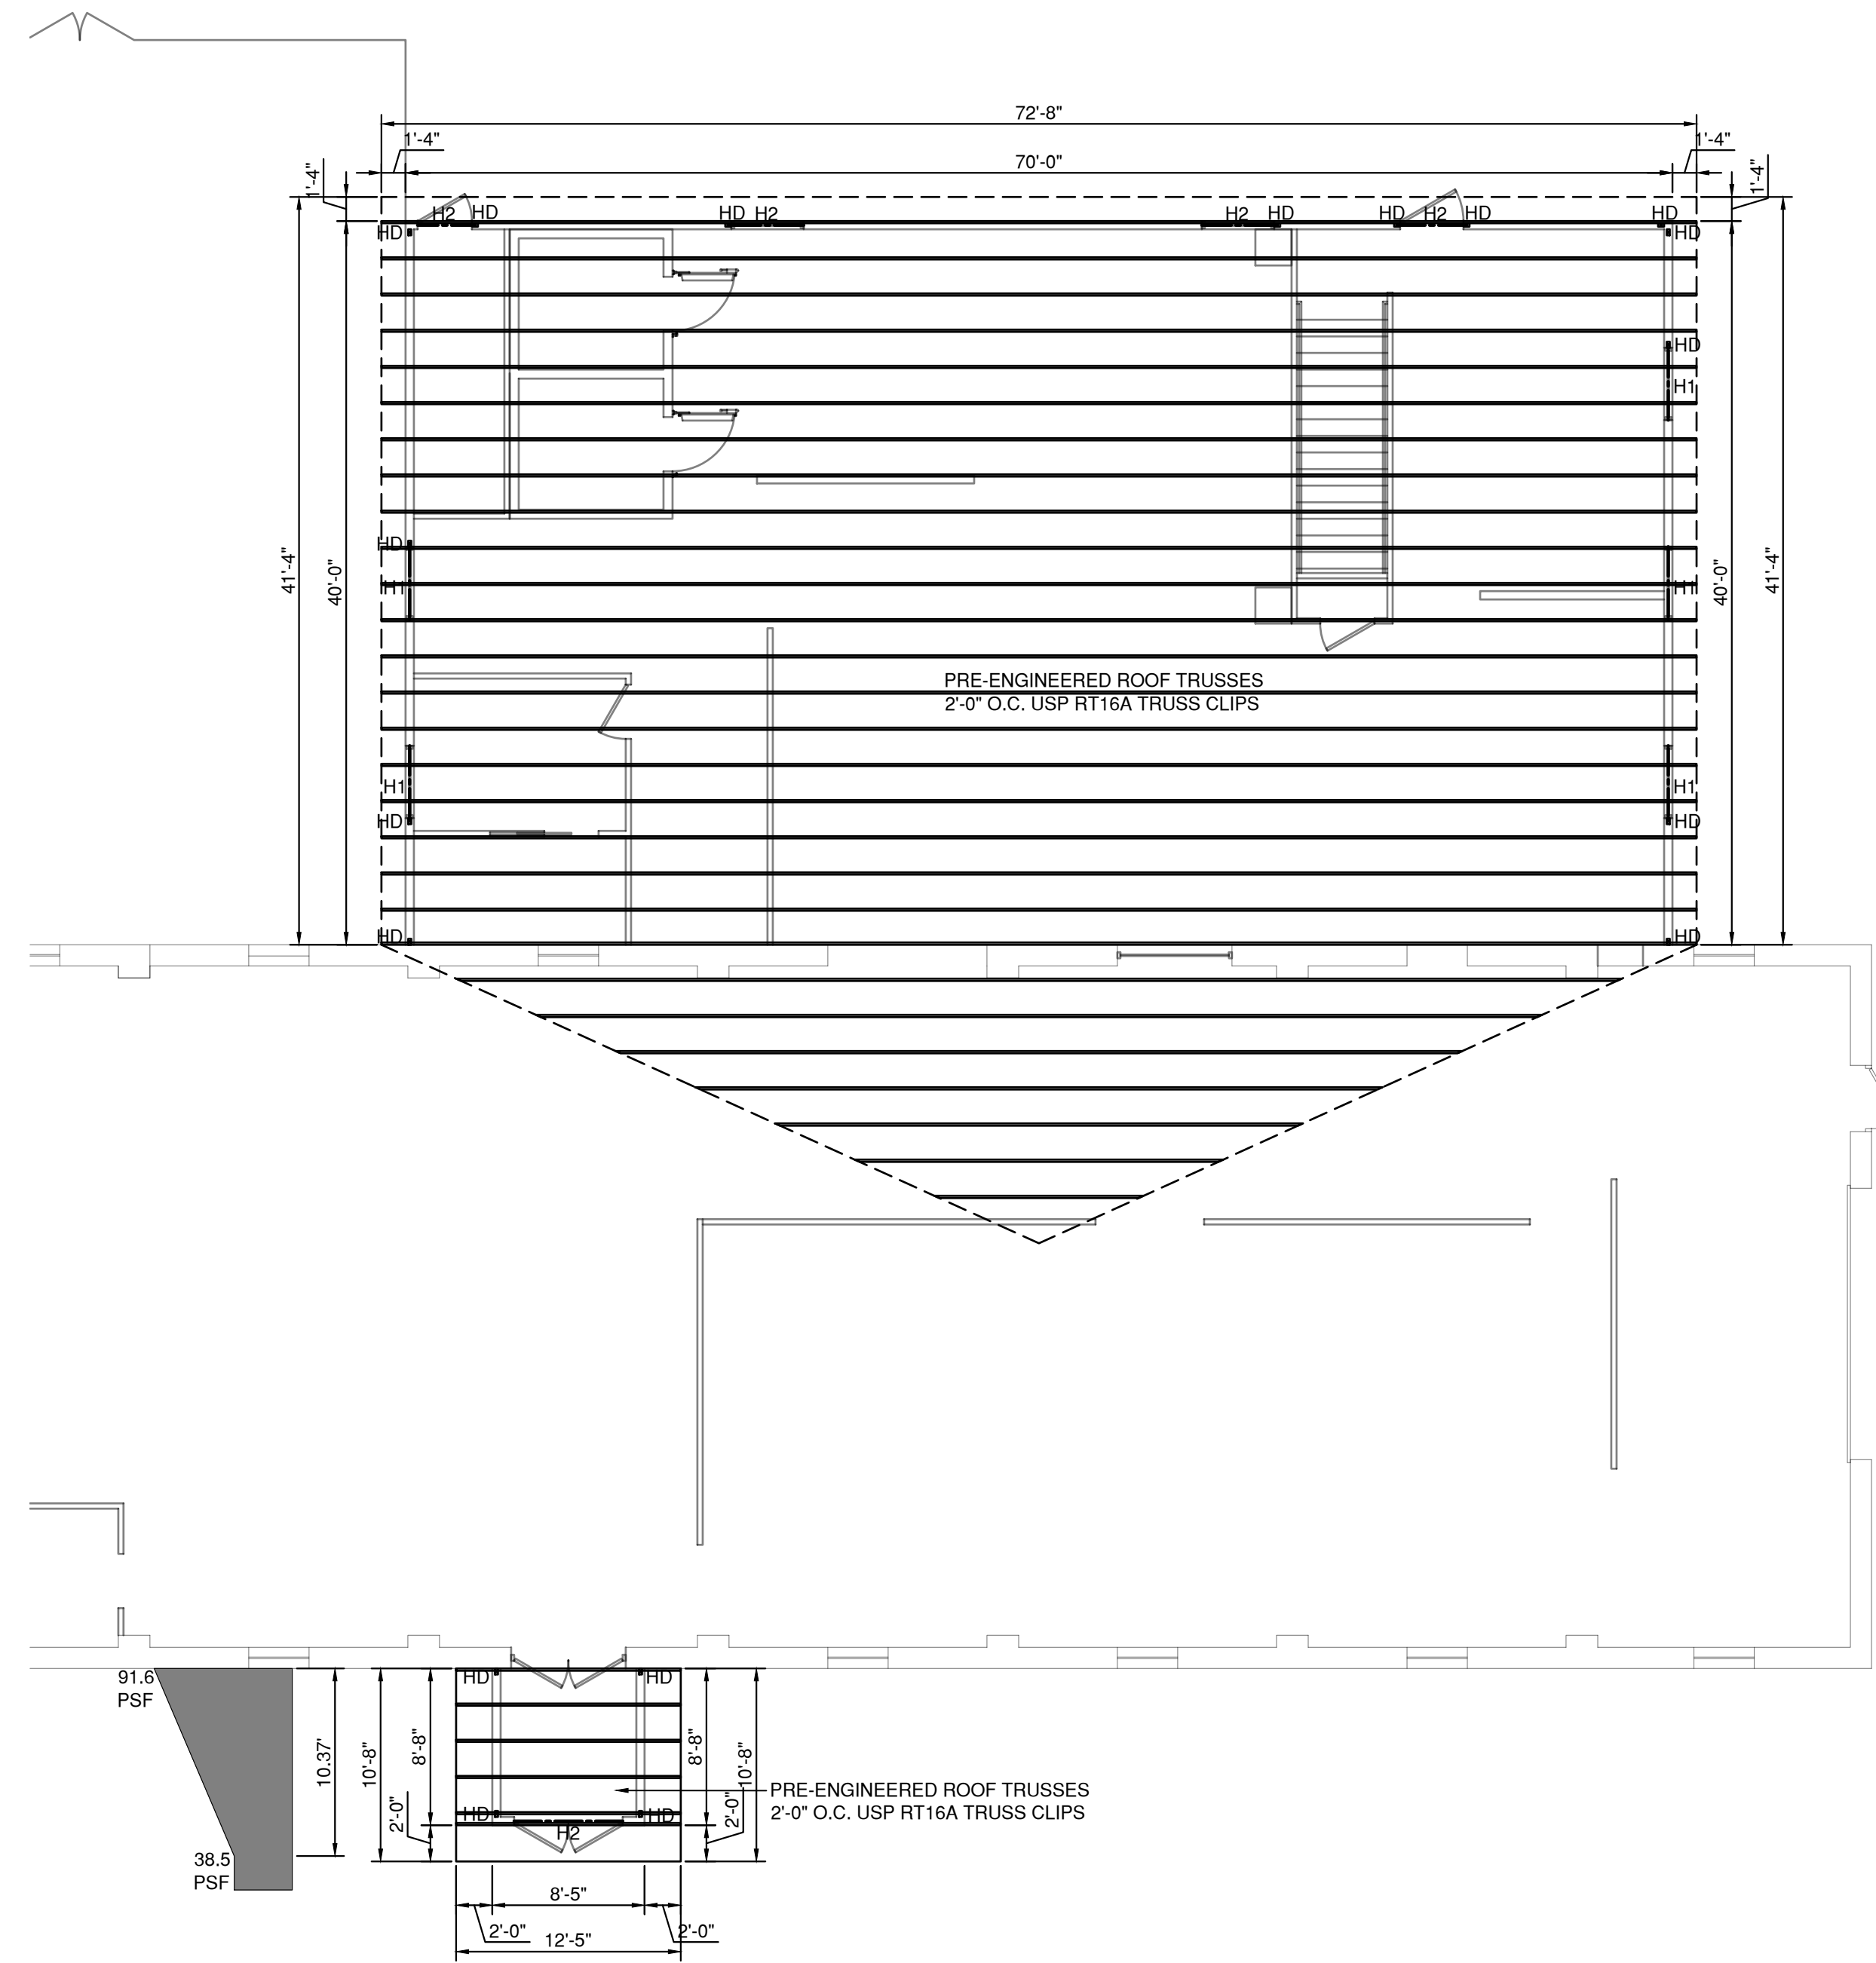 72'-8"
1'-4"
1'-4"
70'-0"
1'-4"
1'-4"
H2
HD
HD
H2
H2
HD
HD
H2
HD
HD
HD
HD
HD
H1
41'-4"
40'-0"
HD
H1
H1
40'-0"
41'-4"
PRE-ENGINEERED ROOF TRUSSES
2'-0" O.C. USP RT16A TRUSS CLIPS
H1
H1
HD
HD
HD
HD
91.6
PSF
HD
HD
10.37'
10'-8"
8'-8"
8'-8"
10'-8"
PRE-ENGINEERED ROOF TRUSSES
2'-0" O.C. USP RT16A TRUSS CLIPS
2'-0"
HD
HD
2'-0"
H2
38.5
PSF
8'-5"
2'-0"
2'-0"
12'-5"